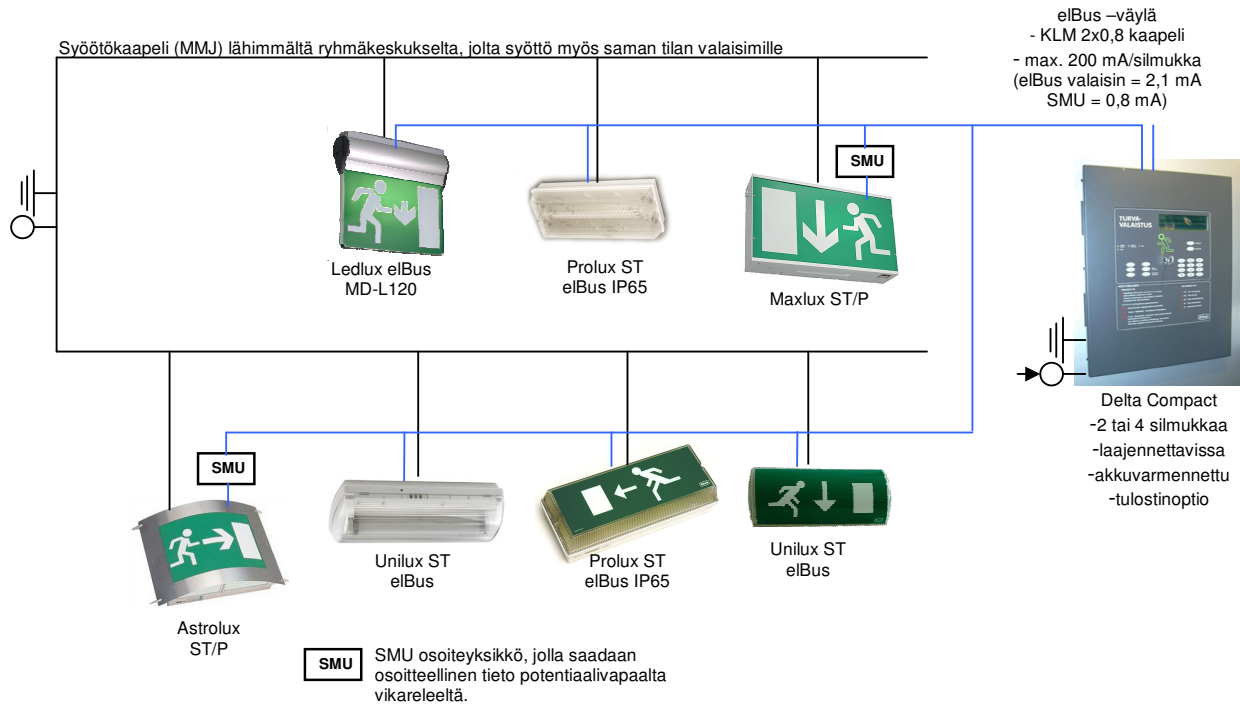 elBus –väylä
- KLM 2x0,8 kaapeli
- max. 200 mA/silmukka
(elBus valaisin = 2,1 mA
SMU = 0,8 mA)
Syöötökaapeli (MMJ) lähimmältä ryhmäkeskukselta, jolta syöttö myös saman tilan valaisimille
SMU
TURVA-
VALAISTUS
Ledlux elBus
MD-L120
Prolux ST
elBus IP65
Maxlux ST/P
Delta Compact
-2 tai 4 silmukkaa
-laajennettavissa
-akkuvarmennettu
-tulostinoptio
SMU
Unilux ST
elBus
Prolux ST
elBus IP65
Unilux ST
elBus
Astrolux
ST/P
SMU
SMU osoiteyksikkö, jolla saadaan
osoitteellinen tieto potentiaalivapaalta
vikareleeltä.